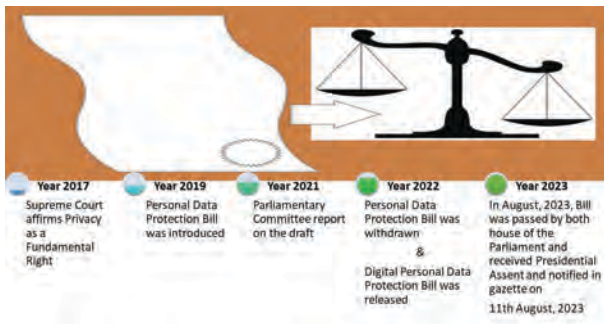 Year 2017
Supreme Court
affirms Privacy
as a
Fundamental
Right
Year 2019
Personal Data
Protection Bill
was introduced
Year 2021
Parliamentary
Committee report
on the draft
Year 2022
Personal Data
Protection Bill was
withdrawn
&
Digital Personal Data
Protection Bill was
released
Year 2023
In August, 2023, Bill
was passed by both
house of the
Parliament and
received Presidential
Assent and notified in
gazette on
11th August, 2023